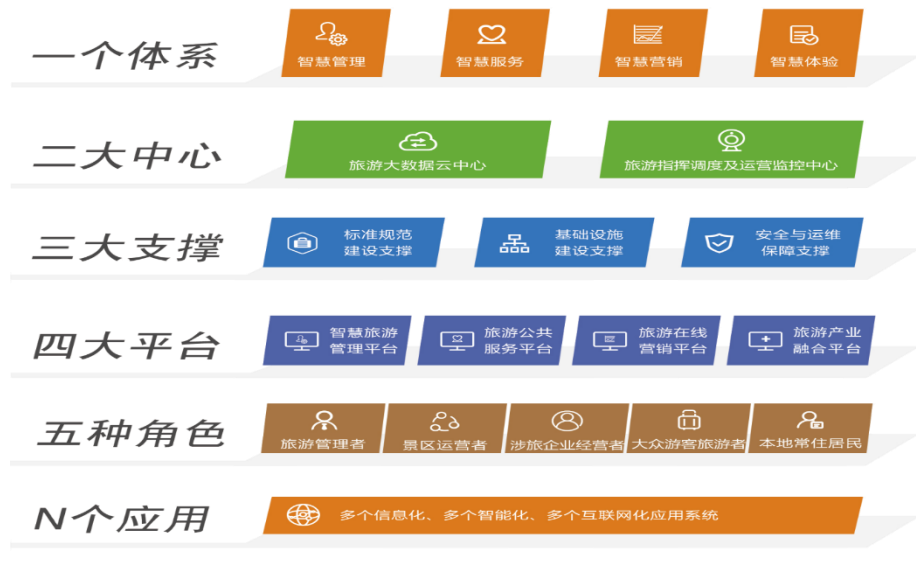 一个体系
智慧管理
智慧服务
智慧营销
智慧体验
二大中心
旅游大数据云中心
旅游指挥调度及运营监控中心
三大支撑
标准规范
建设支撑
基础设施
建设支撑
安全与运维
保障支撑
四大平台
智慧旅游
管理平台
旅游公共
服务平台
旅游在线
营销平台
旅游产业
融合平台
五种角色
旅游管理者
景区运营者
涉旅企业经营者
大众游客旅游者
本地常住居民
N个应用
多个信息化、多个智能化、多个互联网化应用系统